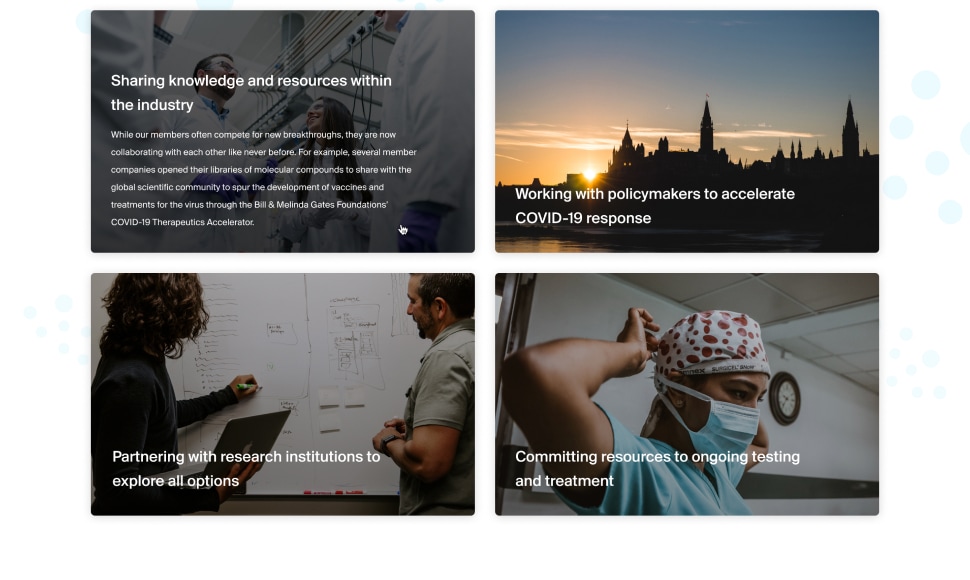 Sharing knowledge and resources within
the industry
While our members often compete for new breakthroughs, they are now
collaborating with each other like never before. For example, several member
companies opened their libraries of molecular compounds to share with the
global scientific community to spur the development of vaccines and
treatments for the virus through the Bill & Melinda Gates Foundations'
COVID-19 Therapeutics Accelerator.
Working with policymakers to accelerate
COVID-19 response
Partnering with research institutions to
explore all options
SURGICEL
Committing resources to ongoing testing
and treatment